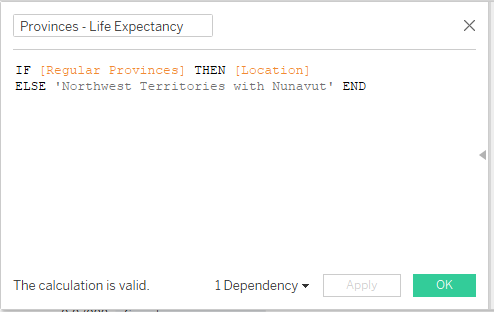 Provinces - Life Expectancy
IF [Regular Provinces] THEN [Location]
ELSE 'Northwest Territories with Nunavut' END
The calculation is valid.
1 Dependency
Apply
OK